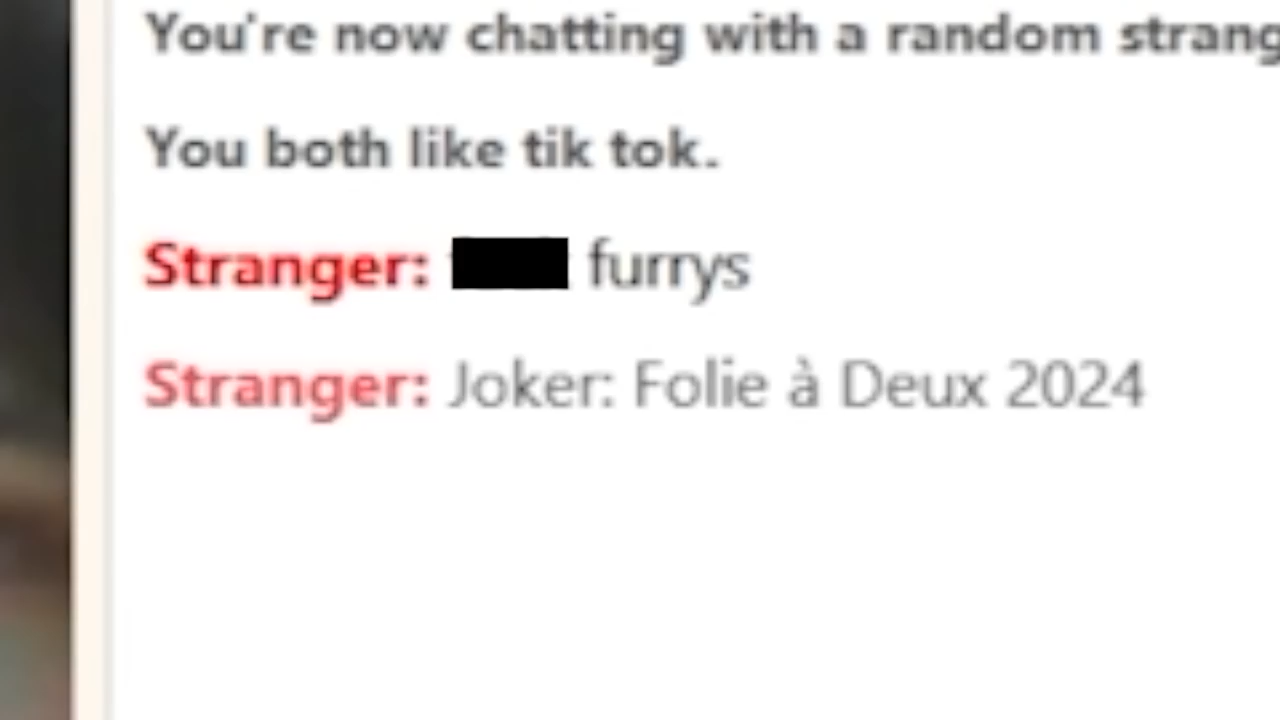 You're now chatting with a random strang
You both like tik tok.
Stranger: furrys
Stranger: Joker: Folie à Deux 2024